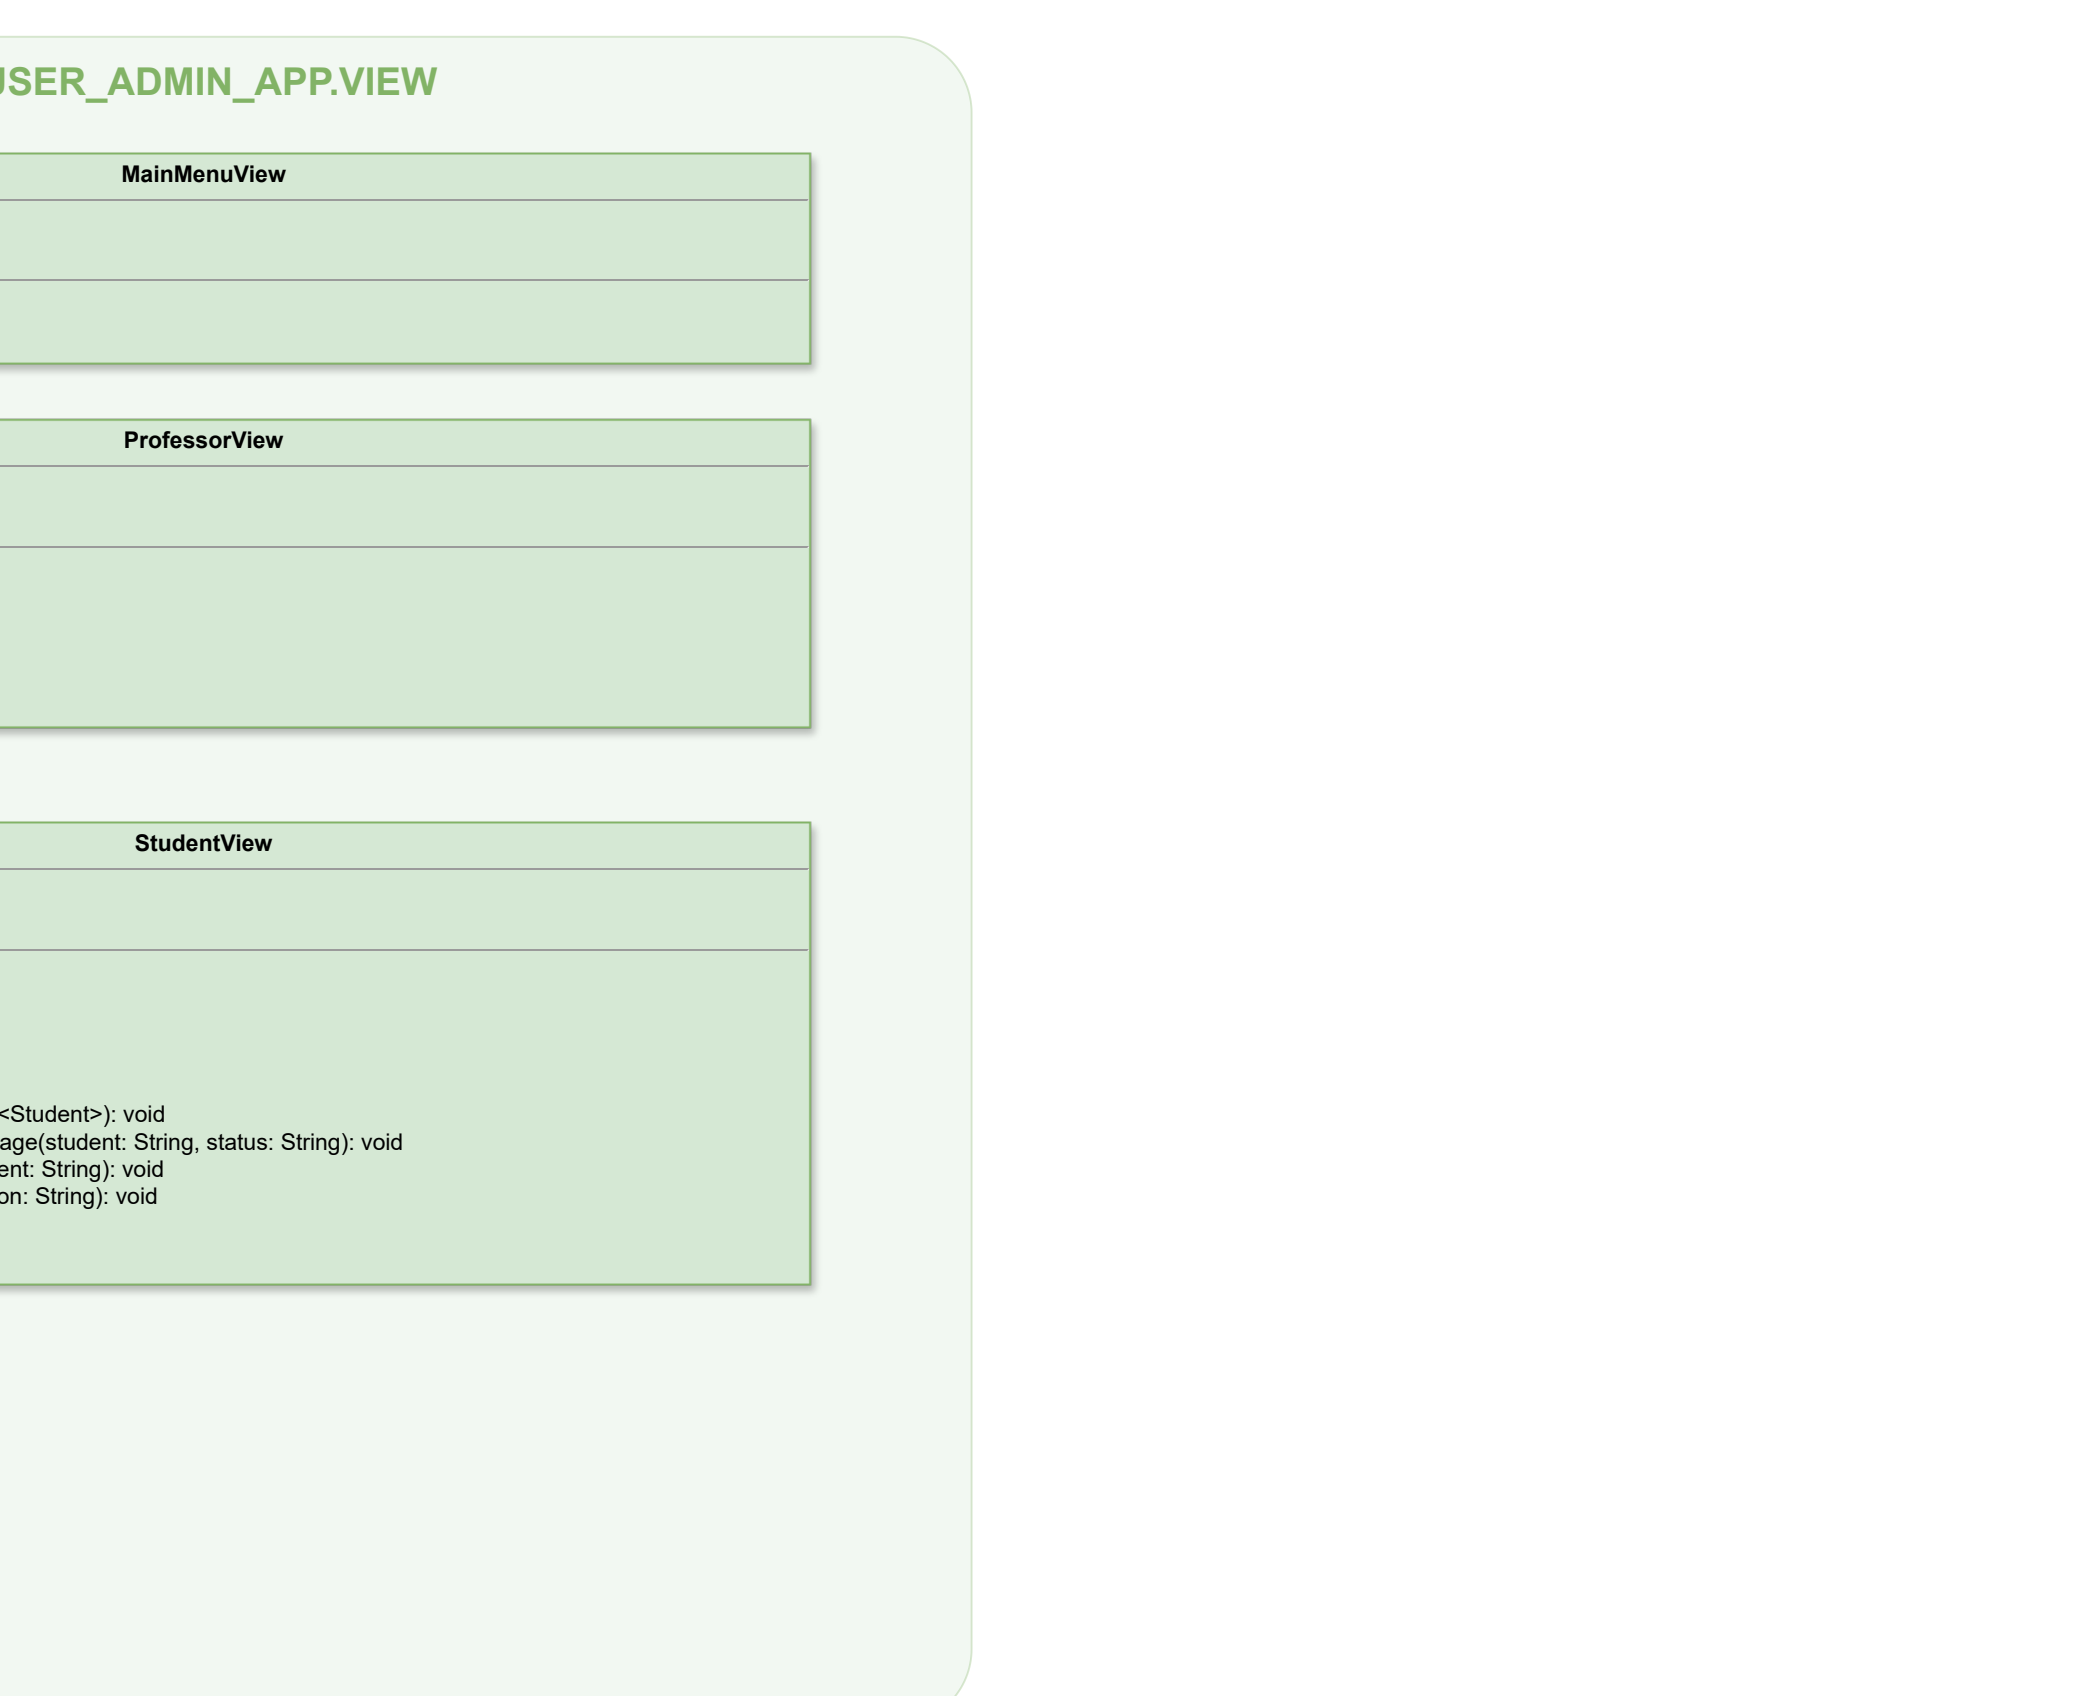 USER_ADMIN_APP.VIEW
MainMenuView
ProfessorView
StudentView
<Student>): void
age(student: String, status: String): void
ent: String): void
on: String): void